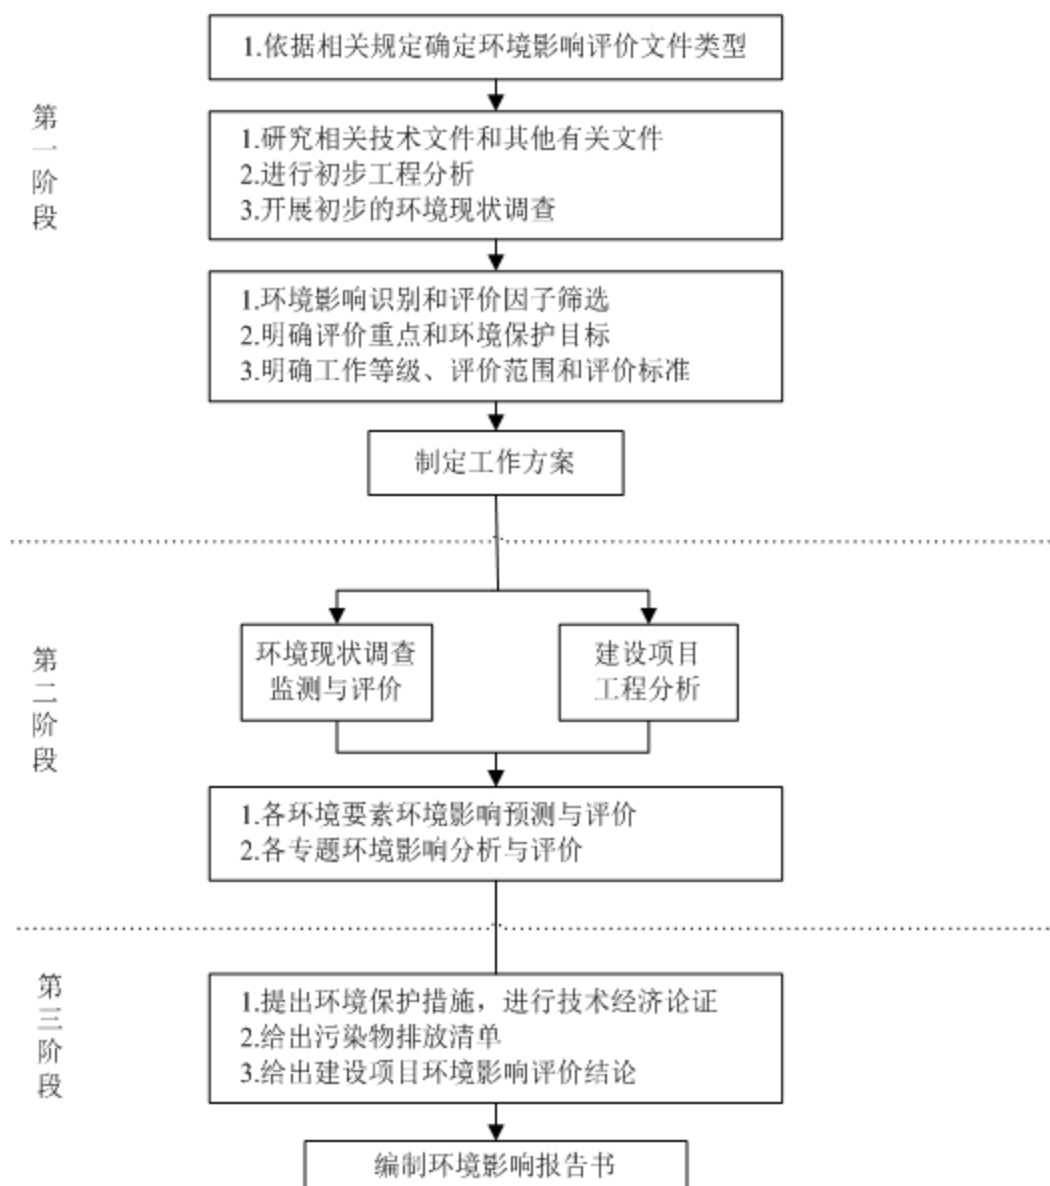 1.依据相关规定确定环境影响评价文件类型
第一阶段
1.研究相关技术文件和其他有关文件
2.进行初步工程分析
3.开展初步的环境现状调查
1.环境影响识别和评价因子筛选
2.明确评价重点和环境保护目标
3.明确工作等级、评价范围和评价标准
制定工作方案
第二阶段
环境现状调查
监测与评价
建设项目
工程分析
1.各环境要素环境影响预测与评价
2.各专题环境影响分析与评价
第三阶段
1.提出环境保护措施，进行技术经济论证
2.给出污染物排放清单
3.给出建设项目环境影响评价结论
编制环境影响报告书